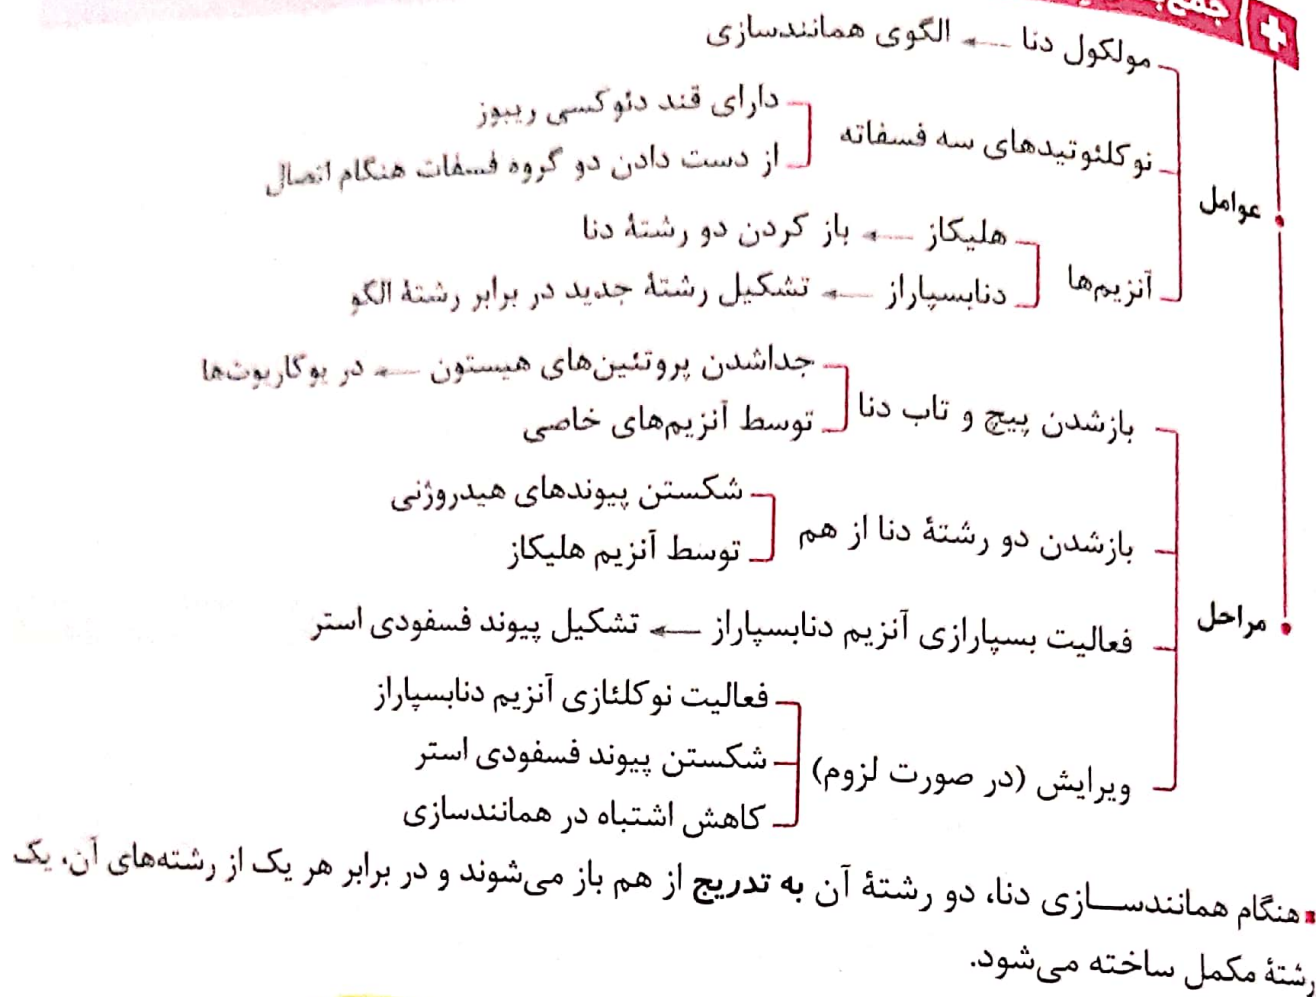 مولکول دنا ← الگوی همانندسازی
دارای قند دئوکسی ریبوز
نوکلئوتیدهای سه فسفاته
از دست دادن دو گروه فسفات هنگام اتصال
عوامل
هلیکاز ← باز کردن دو رشتهٔ دنا
آنزیم‌ها
دنابسپاراز ← تشکیل رشتهٔ جدید در برابر رشتهٔ الگو
جداشدن پروتئین‌های هیستون ← در یوکاریوت‌ها
بازشدن پیچ و تاب دنا
توسط آنزیم‌های خاصی
شکستن پیوندهای هیدروژنی
بازشدن دو رشتهٔ دنا از هم
توسط آنزیم هلیکاز
مراحل
فعالیت بسپارازی آنزیم دنابسپاراز ← تشکیل پیوند فسفودی استر
فعالیت نوکلئازی آنزیم دنابسپاراز
ویرایش (در صورت لزوم)
شکستن پیوند فسفودی استر
کاهش اشتباه در همانندسازی
هنگام همانندسازی دنا، دو رشتهٔ آن به تدریج از هم باز می‌شوند و در برابر هر یک از رشته‌های آن، یک
رشتهٔ مکمل ساخته می‌شود.